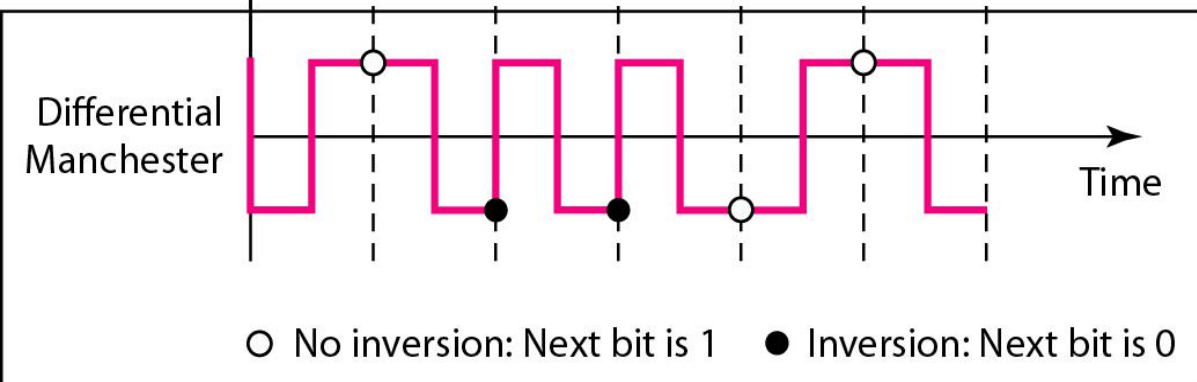 Differential
Manchester
Time
No inversion: Next bit is 1
Inversion: Next bit is 0